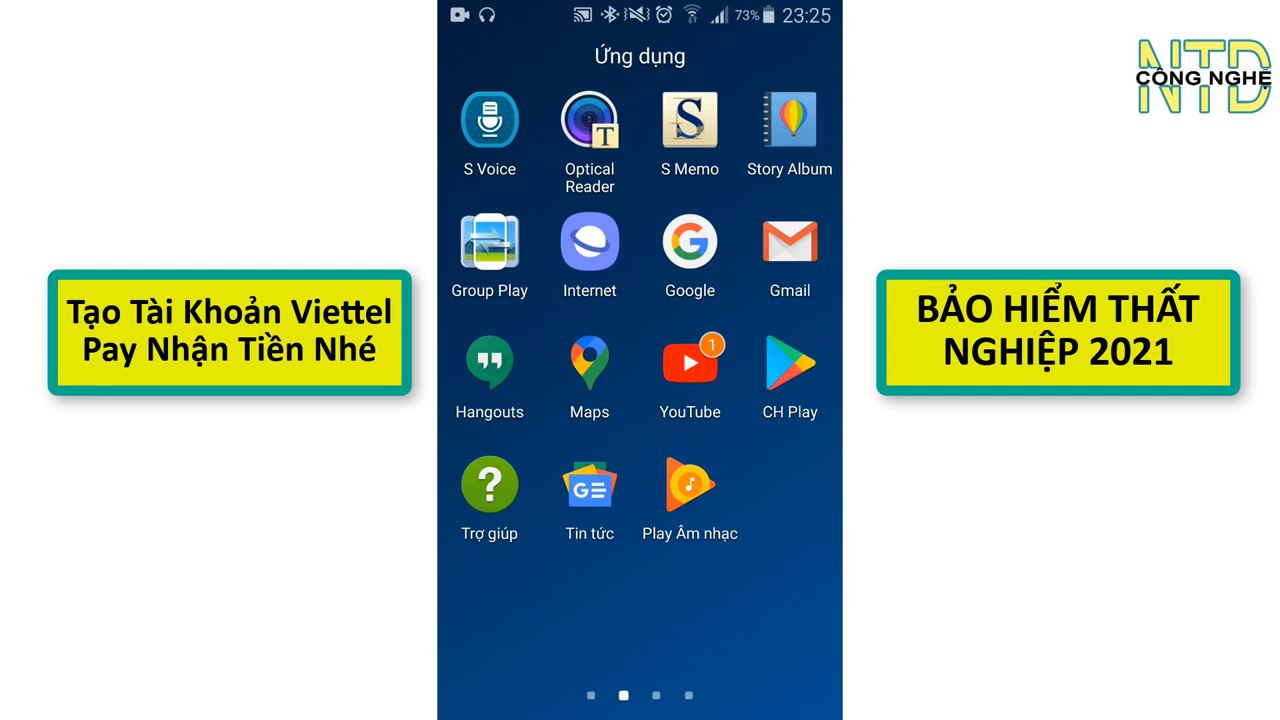 73% 23:25
Ứng dụng
NTD
CÔNG NGHỆ
S Voice
Optical
Reader
T
S
S Memo
Story Album
Tạo Tài Khoản Viettel
Pay Nhận Tiền Nhé
Group Play
Internet
G
Google
Gmail
BẢO HIỂM THẤT
NGHIỆP 2021
Hangouts
Maps
1
YouTube
CH Play
?
Trợ giúp
G
Tin tức
Play Âm nhạc